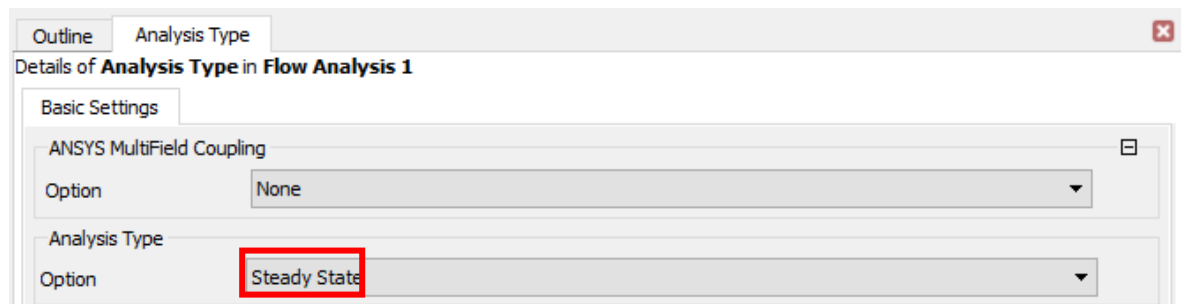 Outline Analysis Type
Details of Analysis Type in Flow Analysis 1
Basic Settings
ANSYS MultiField Coupling
Option None
Analysis Type
Option Steady State